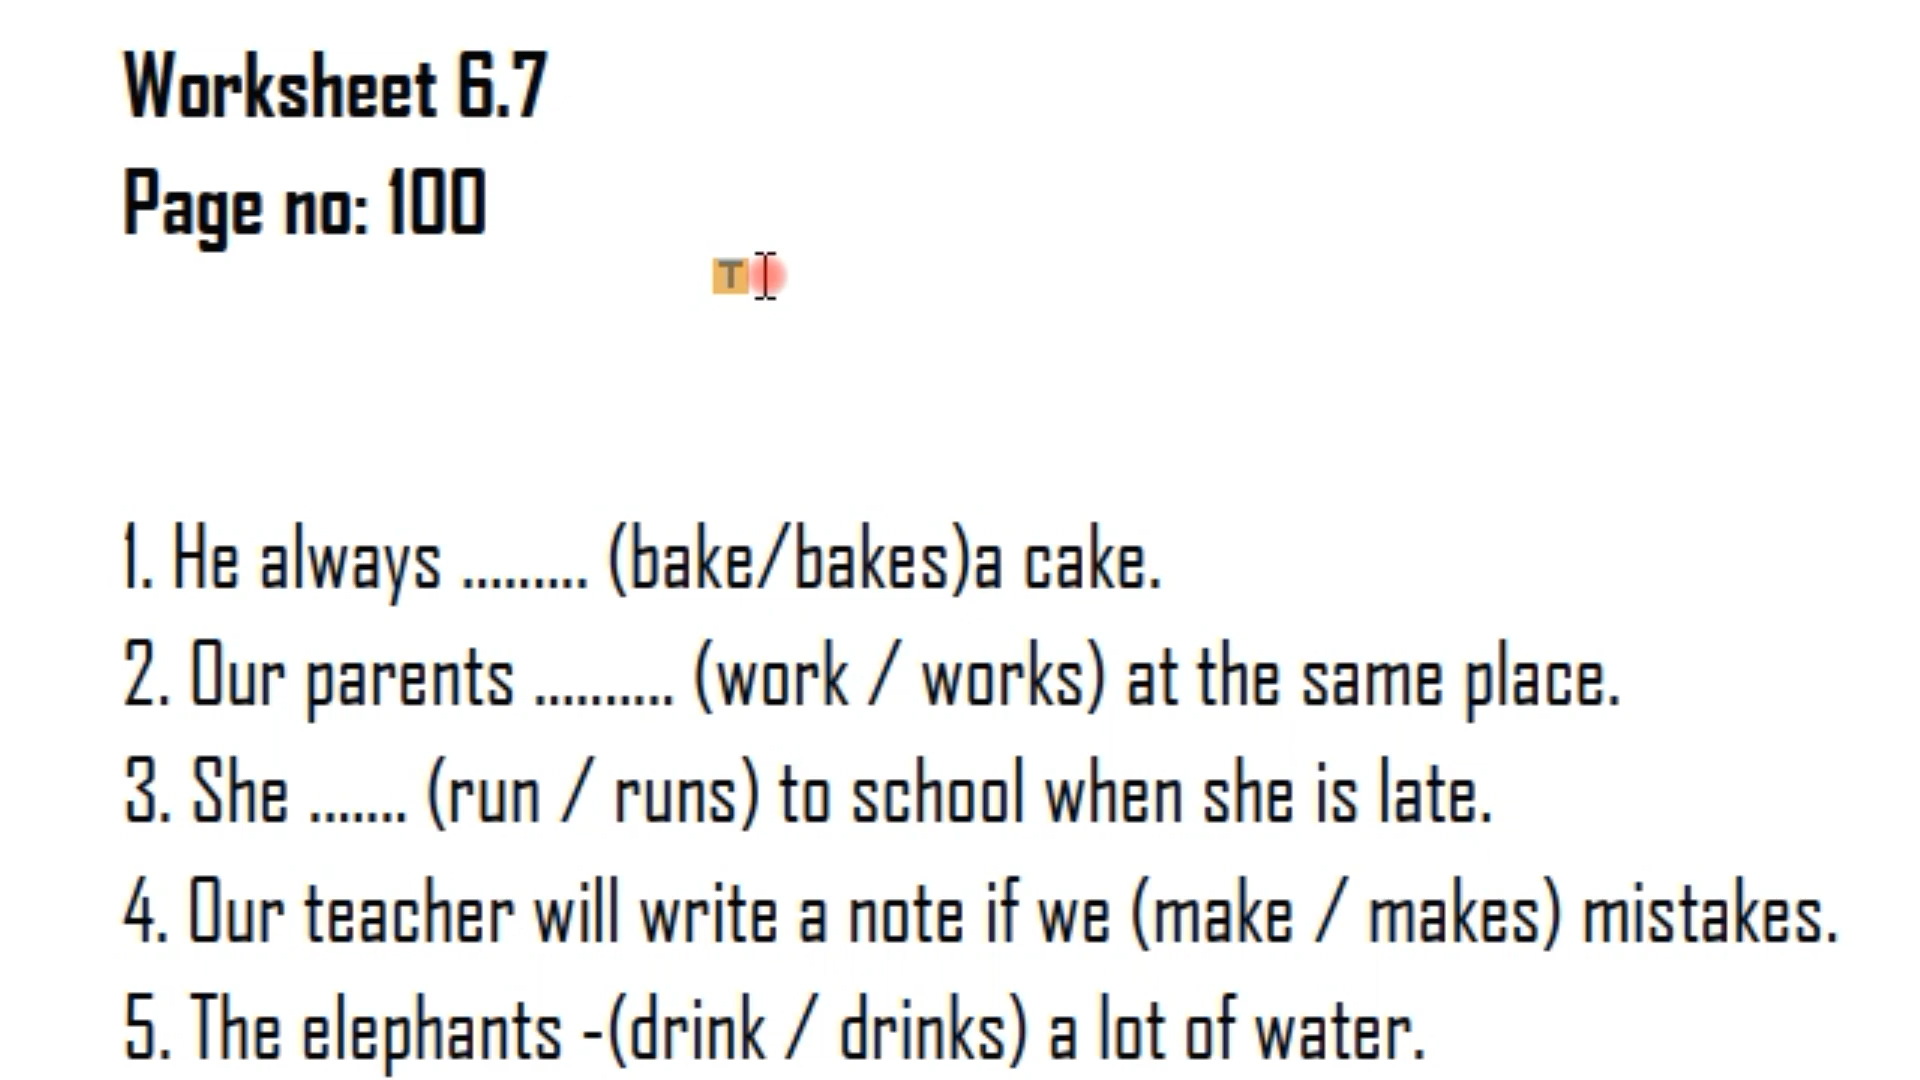 Worksheet 6.7
Page no: 100
T
1. He always ......... (bake/bakes)a cake.
2. Our parents .......... (work / works) at the same place.
3. She ....... (run / runs) to school when she is late.
4. Our teacher will write a note if we (make / makes) mistakes.
5. The elephants -(drink / drinks) a lot of water.